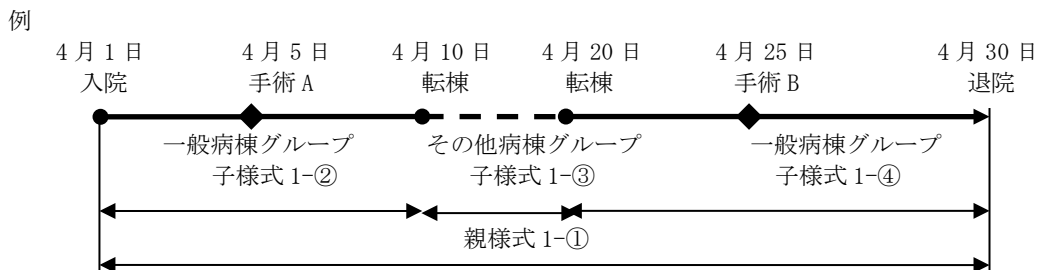 例
4月1日 4月5日 4月10日 4月20日 4月25日 4月30日
入院 手術A 転棟 転棟 手術B 退院
一般病棟グループ その他病棟グループ 一般病棟グループ
子様式1-② 子様式1-③ 子様式1-④
親様式1-①